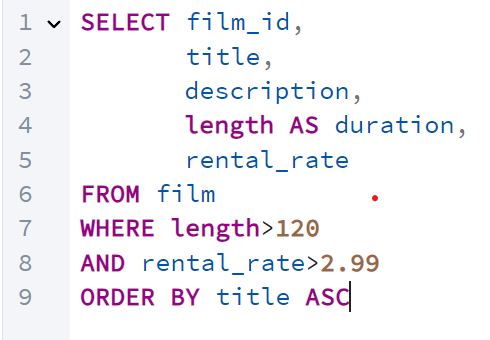 1 SELECT film_id,
2 title,
3 description,
4 length AS duration,
5 rental_rate
6 FROM film
7 WHERE length>120
8 AND rental_rate>2.99
9 ORDER BY title ASC